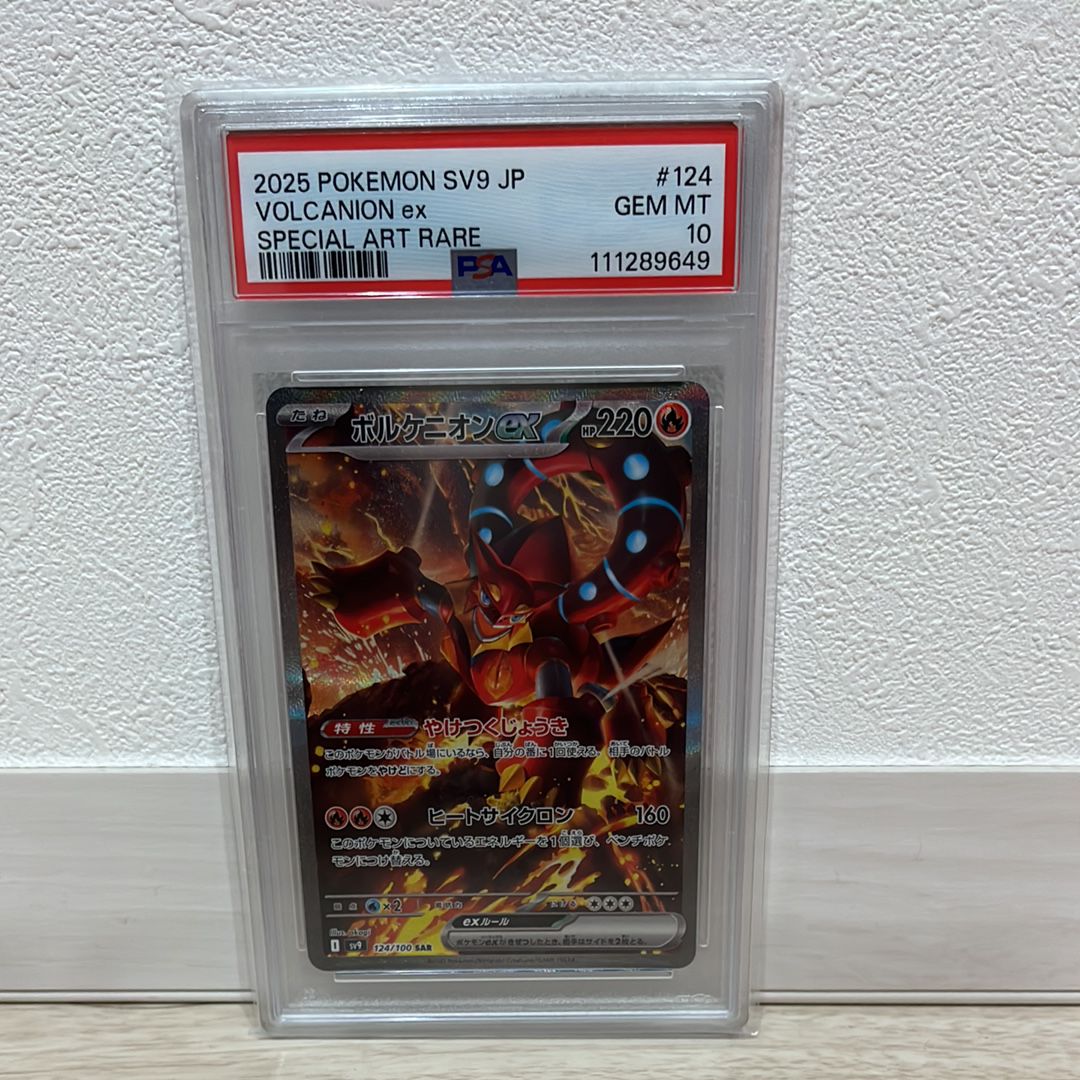 2025 POKEMON SV9 JP #124
VOLCANION ex GEM MT
SPECIAL ART RARE 10
PSA 111289649
たね ボルケニオンex HP220
特性 やけつくじょうき
このポケモンがバトル場にいるなら、自分の番に1回使える。相手のバトル
ポケモンをやけどにする。
ヒートサイクロン 160
このポケモンについているエネルギーを1個選び、ベンチポケ
モンにつけ替える。
×2
exルール
ポケモンexがきぜつしたとき、相手はサイドを2枚とる。
Illus.
I SV9 124/100 SAR